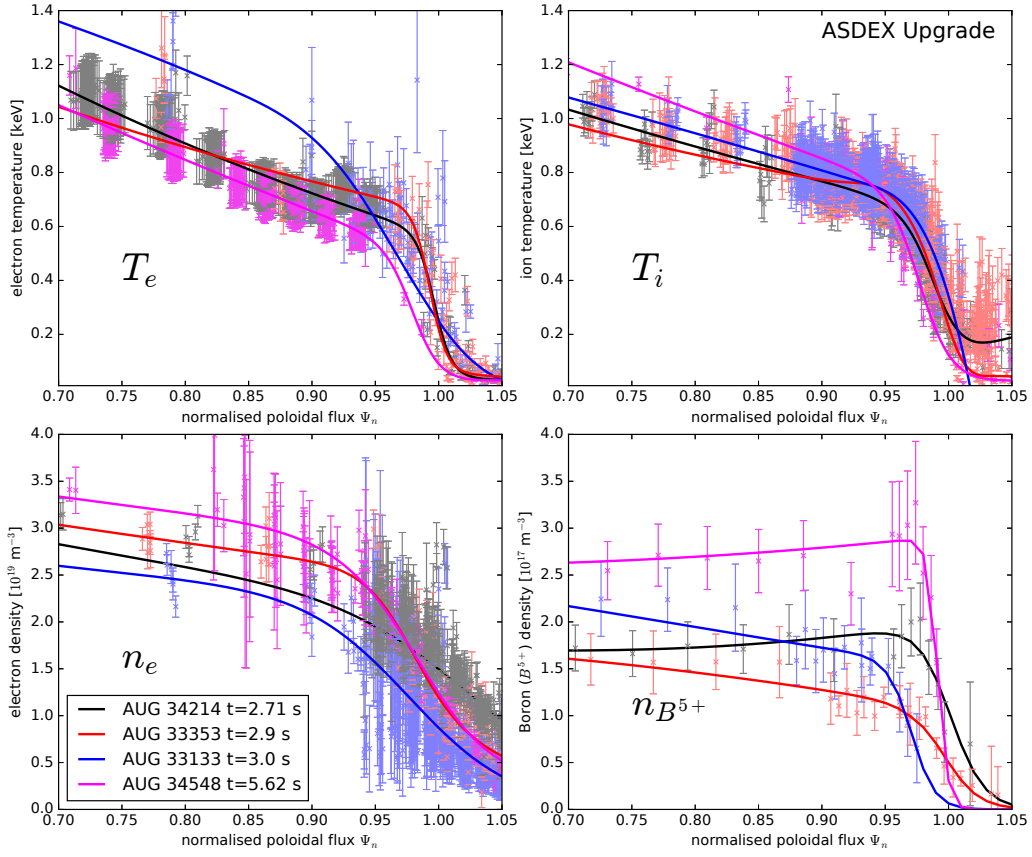 ASDEX Upgrade
electron temperature [keV]
1.4
1.2
1.0
0.8
0.6
0.4
0.2
T_e
0.70 0.75 0.80 0.85 0.90 0.95 1.00 1.05
normalised poloidal flux Ψ_n
ion temperature [keV]
1.4
1.2
1.0
0.8
0.6
0.4
0.2
T_i
0.70 0.75 0.80 0.85 0.90 0.95 1.00 1.05
normalised poloidal flux Ψ_n
electron density [10^19 m^-3]
4.0
3.5
3.0
2.5
2.0
1.5
1.0
0.5
0.0
n_e
AUG 34214 t=2.71 s
AUG 33353 t=2.9 s
AUG 33133 t=3.0 s
AUG 34548 t=5.62 s
0.70 0.75 0.80 0.85 0.90 0.95 1.00 1.05
normalised poloidal flux Ψ_n
Boron (B^5+) density [10^17 m^-3]
4.0
3.5
3.0
2.5
2.0
1.5
1.0
0.5
0.0
n_B^5+
0.70 0.75 0.80 0.85 0.90 0.95 1.00 1.05
normalised poloidal flux Ψ_n